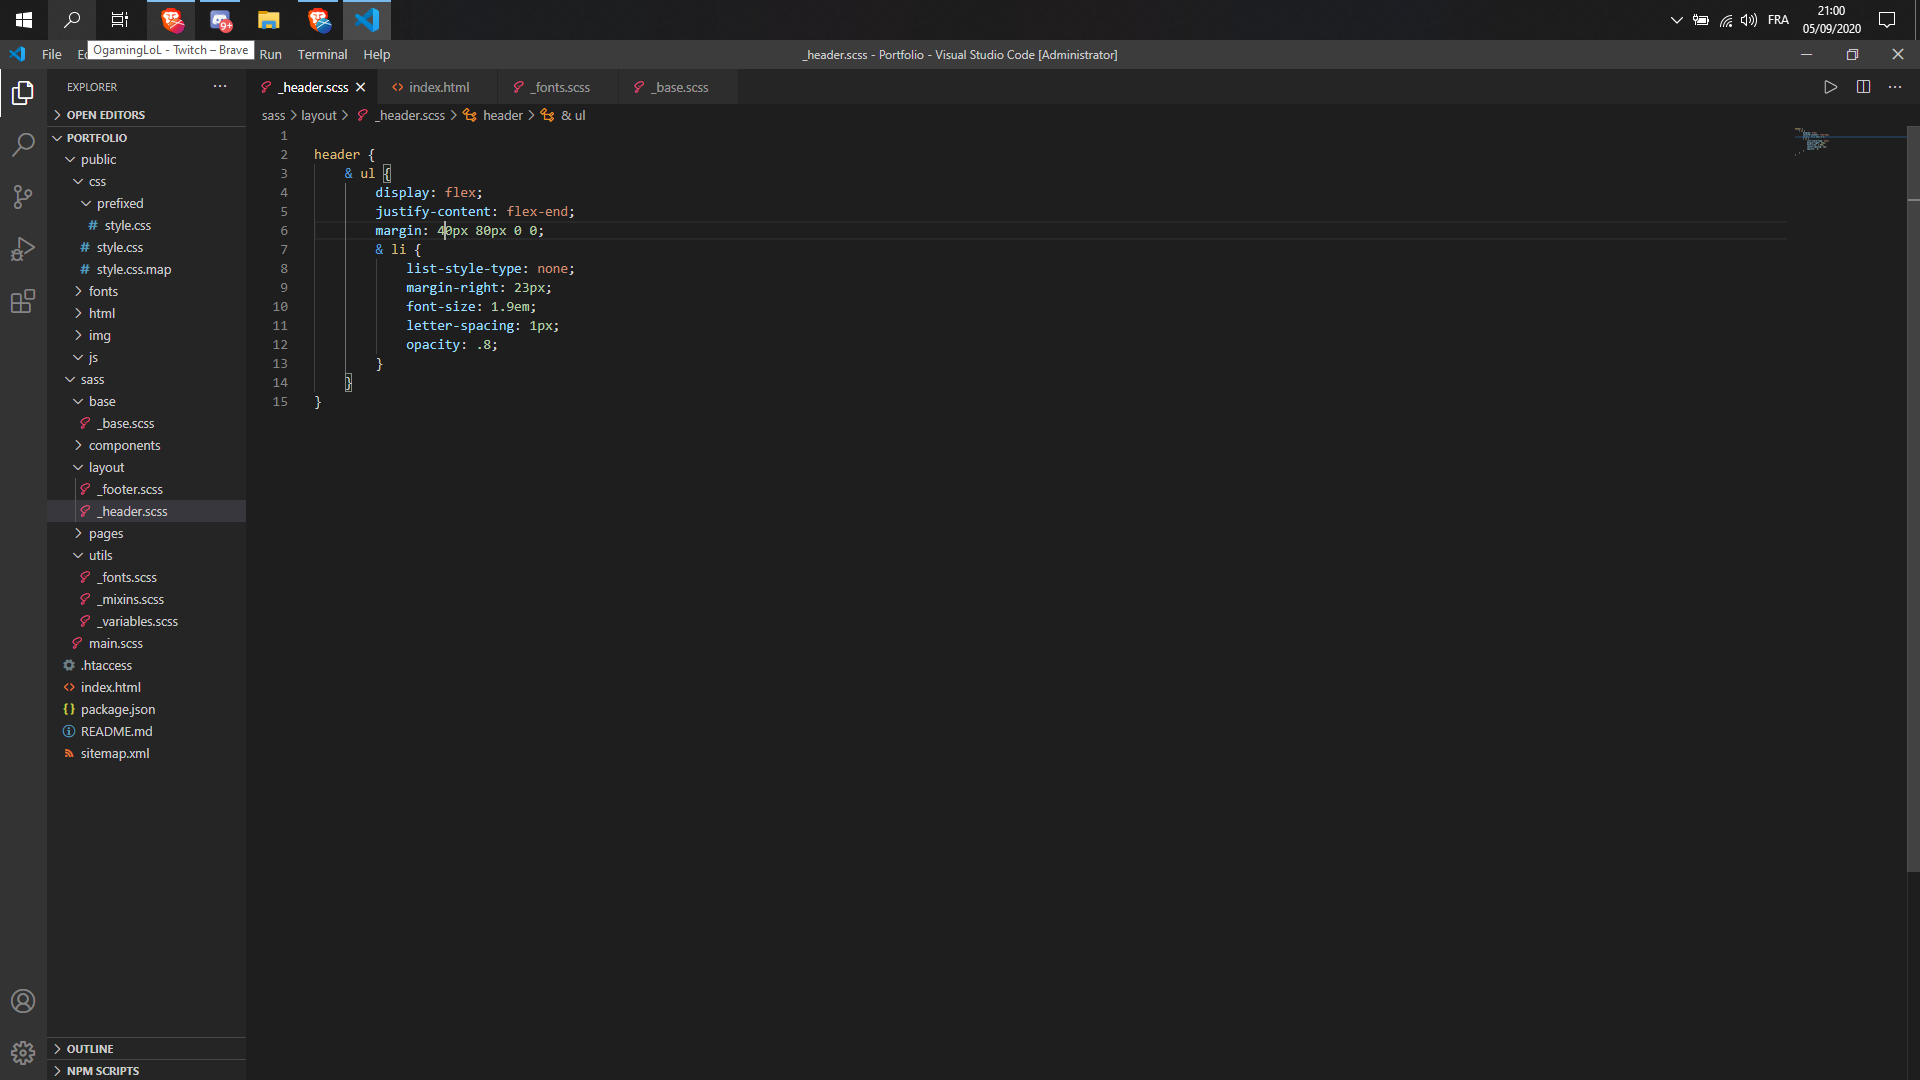 9+
FRA
21:00
05/09/2020
File
OgamingLoL - Twitch – Brave
Run
Terminal
Help
_header.scss - Portfolio - Visual Studio Code [Administrator]
EXPLORER
OPEN EDITORS
PORTFOLIO
public
css
prefixed
# style.css
# style.css
# style.css.map
fonts
html
img
js
sass
base
_base.scss
components
layout
_footer.scss
_header.scss
pages
utils
_fonts.scss
_mixins.scss
_variables.scss
main.scss
.htaccess
<> index.html
{} package.json
README.md
sitemap.xml
OUTLINE
NPM SCRIPTS
_header.scss
<> index.html
_fonts.scss
_base.scss
sass > layout > _header.scss > header > & ul
1
2 header {
3 & ul {
4 display: flex;
5 justify-content: flex-end;
6 margin: 40px 80px 0 0;
7 & li {
8 list-style-type: none;
9 margin-right: 23px;
10 font-size: 1.9em;
11 letter-spacing: 1px;
12 opacity: .8;
13 }
14 }
15 }